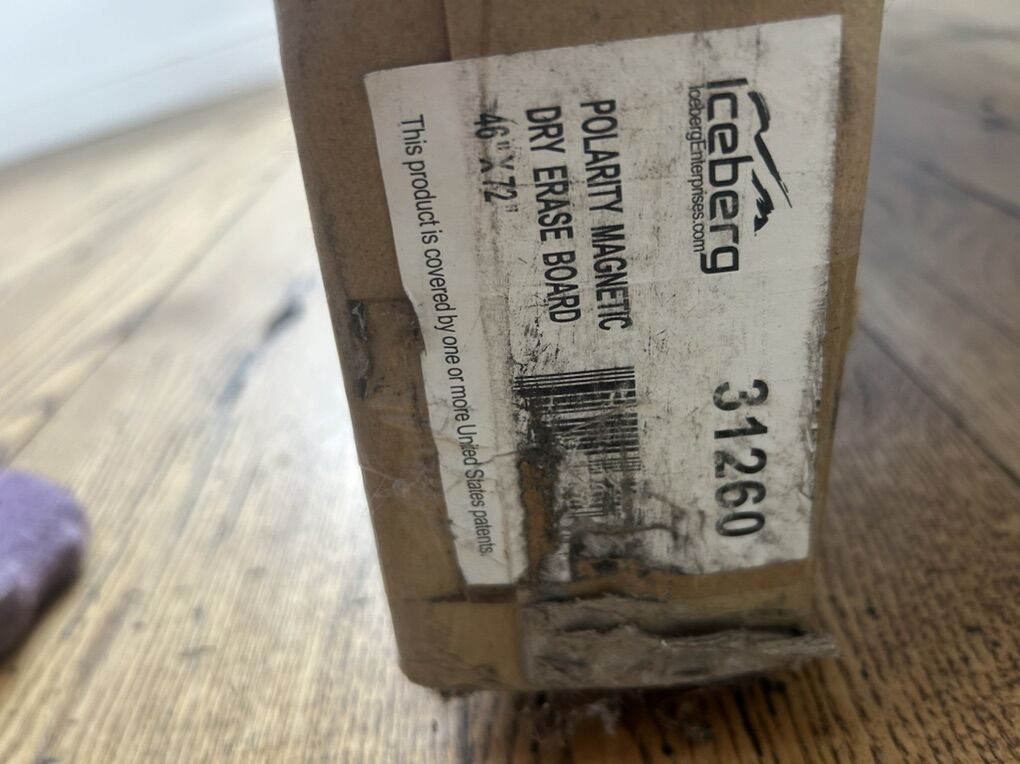 Iceberg
IcebergEnterprises.com
31260
POLARITY MAGNETIC
DRY ERASE BOARD
46" X 72"
This product is covered by one or more United States patents.